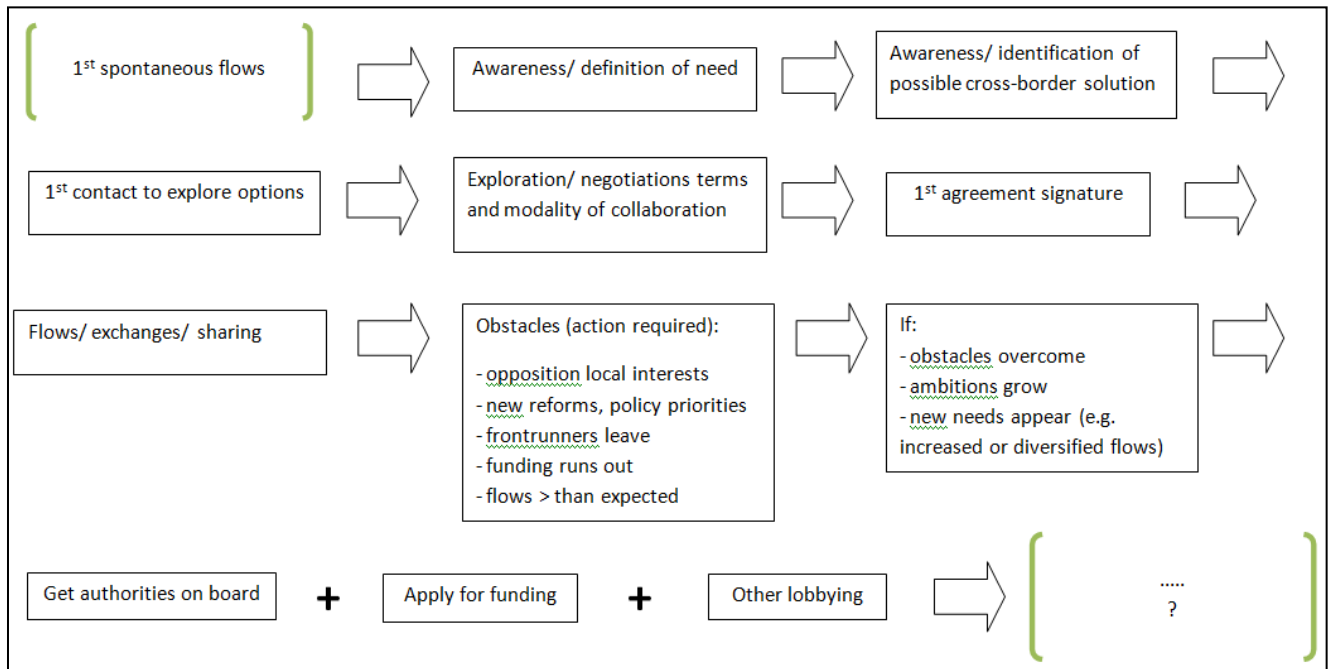 1st spontaneous flows
Awareness/ definition of need
Awareness/ identification of
possible cross-border solution
1st contact to explore options
Exploration/ negotiations terms
and modality of collaboration
1st agreement signature
Flows/ exchanges/ sharing
Obstacles (action required):
- opposition local interests
- new reforms, policy priorities
- frontrunners leave
- funding runs out
- flows > than expected
If:
- obstacles overcome
- ambitions grow
- new needs appear (e.g.
increased or diversified flows)
Get authorities on board
+
Apply for funding
+
Other lobbying
.....
?